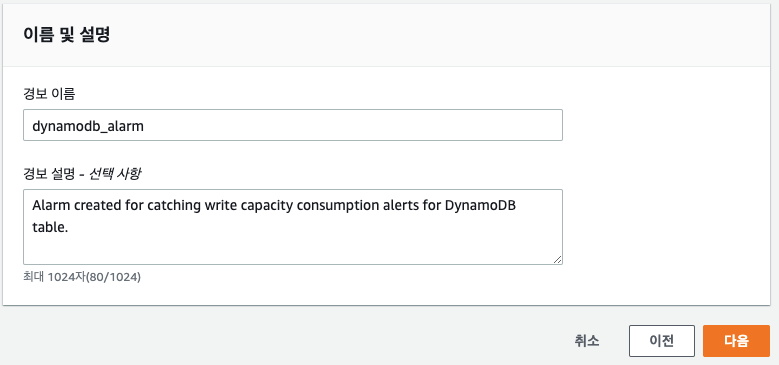 이름 및 설명
경보 이름
dynamodb_alarm
경보 설명 - 선택 사항
Alarm created for catching write capacity consumption alerts for DynamoDB
table.
최대 1024자(80/1024)
취소 이전 다음